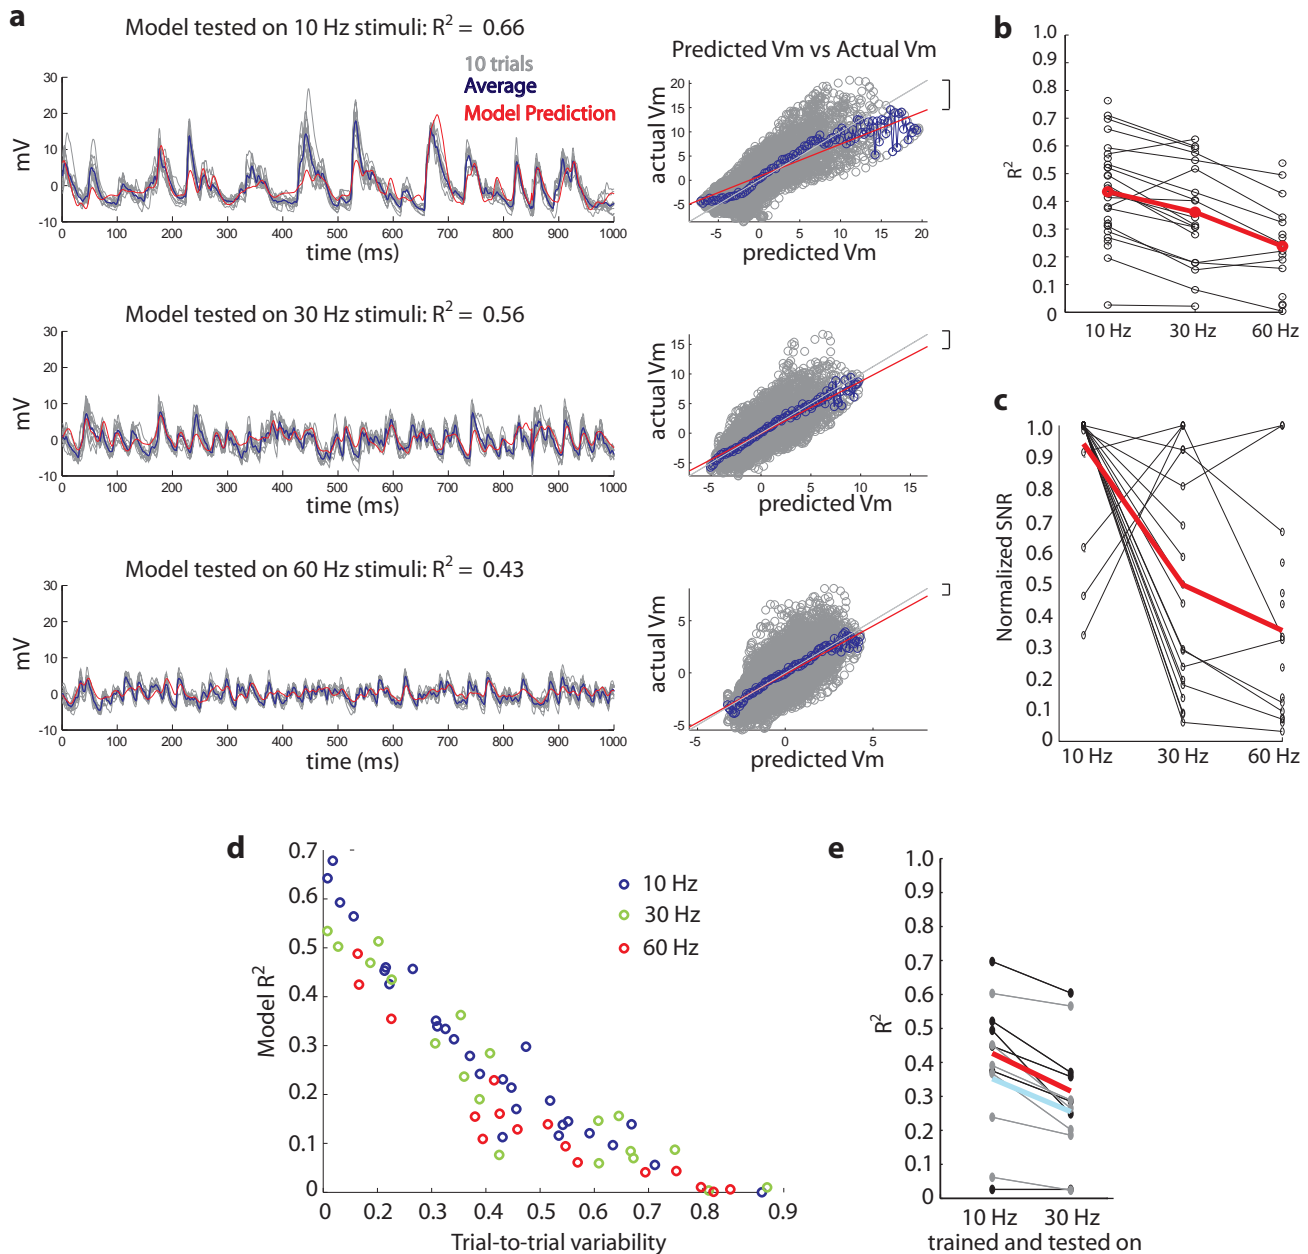 a
Model tested on 10 Hz stimuli: R² = 0.66
10 trials
Average
Model Prediction
mV
30
20
10
0
-10
0 100 200 300 400 500 600 700 800 900 1000
time (ms)
Predicted Vm vs Actual Vm
actual Vm
20
15
10
5
0
-5
-5 0 5 10 15 20
predicted Vm
Model tested on 30 Hz stimuli: R² = 0.56
mV
30
20
10
0
-10
0 100 200 300 400 500 600 700 800 900 1000
time (ms)
actual Vm
15
10
5
0
-5
-5 0 5 10 15
predicted Vm
Model tested on 60 Hz stimuli: R² = 0.43
mV
30
20
10
0
-10
0 100 200 300 400 500 600 700 800 900 1000
time (ms)
actual Vm
5
0
-5
-5 0 5
predicted Vm
b
R²
1.0
0.9
0.8
0.7
0.6
0.5
0.4
0.3
0.2
0.1
0
10 Hz 30 Hz 60 Hz
c
Normalized SNR
1.0
0.9
0.8
0.7
0.6
0.5
0.4
0.3
0.2
0.1
0
10 Hz 30 Hz 60 Hz
d
Model R²
0.7
0.6
0.5
0.4
0.3
0.2
0.1
0
0 0.2 0.3 0.4 0.5 0.6 0.7 0.8 0.9
Trial-to-trial variability
10 Hz
30 Hz
60 Hz
e
R²
1.0
0.9
0.8
0.7
0.6
0.5
0.4
0.3
0.2
0.1
0
10 Hz 30 Hz
trained and tested on